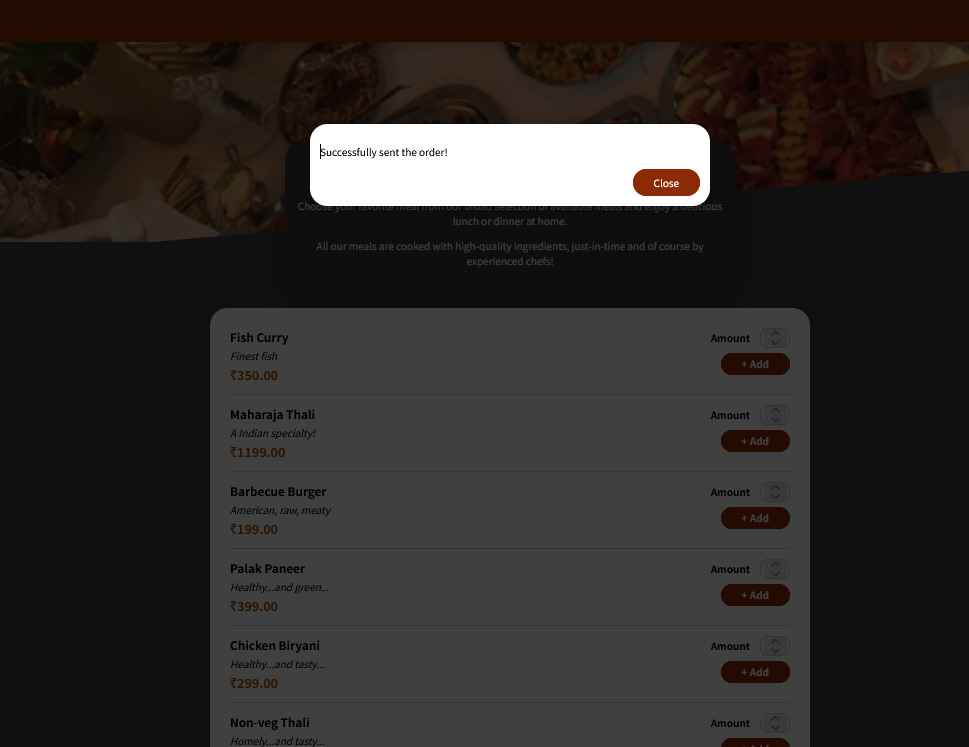 Successfully sent the order!
Close
Choose your favorite meal from our broad selection of available meals and enjoy a delicious
lunch or dinner at home.
All our meals are cooked with high-quality ingredients, just-in-time and of course by
experienced chefs!
Fish Curry
Amount
Finest fish
+ Add
₹350.00
Maharaja Thali
Amount
A Indian specialty!
+ Add
₹1199.00
Barbecue Burger
Amount
American, raw, meaty
+ Add
₹199.00
Palak Paneer
Amount
Healthy...and green...
+ Add
₹399.00
Chicken Biryani
Amount
Healthy...and tasty...
+ Add
₹299.00
Non-veg Thali
Amount
Homely...and tasty...